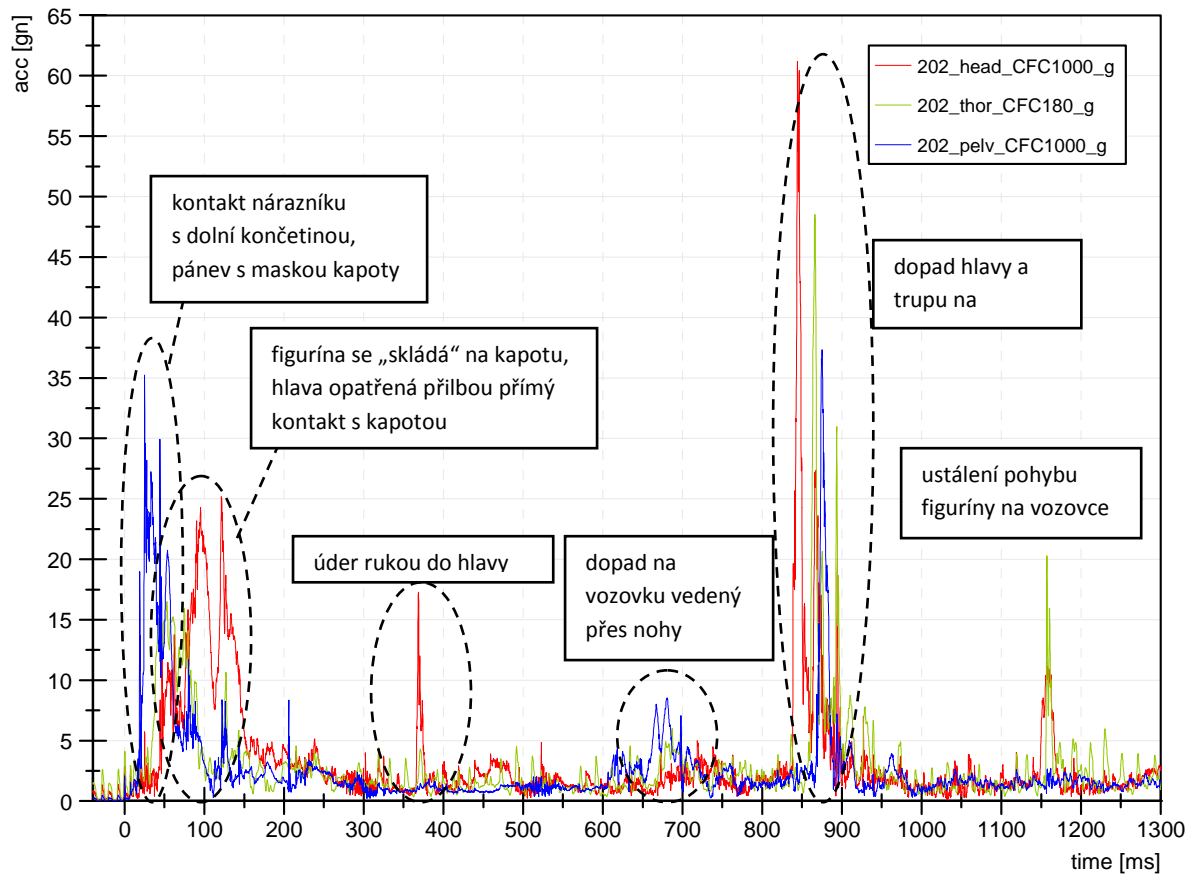 acc [gn]
65
60
55
50
45
40
35
30
25
20
15
10
5
0
202_head_CFC1000_g
202_thor_CFC180_g
202_pelv_CFC1000_g
kontakt nárazníku
s dolní končetinou,
pánev s maskou kapoty
figurína se „skládá“ na kapotu,
hlava opatřená přilbou přímý
kontakt s kapotou
úder rukou do hlavy
dopad na
vozovku vedený
přes nohy
dopad hlavy a
trupu na
ustálení pohybu
figuríny na vozovce
0 100 200 300 400 500 600 700 800 900 1000 1100 1200 1300
time [ms]